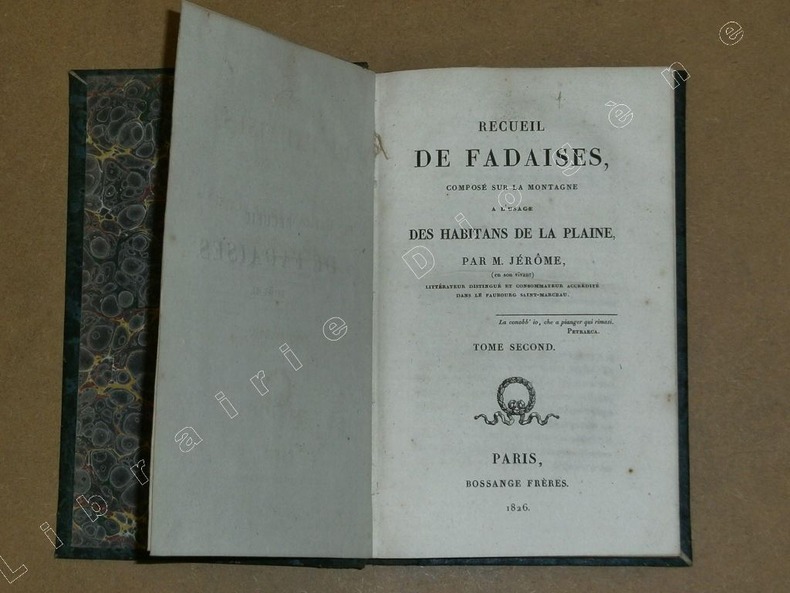 RECUEIL
DE FADAISES,
COMPOSÉ SUR LA MONTAGNE
A L'USAGE
DES HABITANS DE LA PLAINE,
PAR M. JÉRÔME,
(en son vivant)
LITTÉRATEUR DISTINGUÉ ET CONSOMMATEUR ACCRÉDITÉ
DANS LE FAUBOURG SAINT-MARCEAU.
La conobb' io, che a pianger qui rimasi.
PETRARCA.
TOME SECOND.
PARIS,
BOSSANGE FRÈRES.
1826.
Librairie Diogène